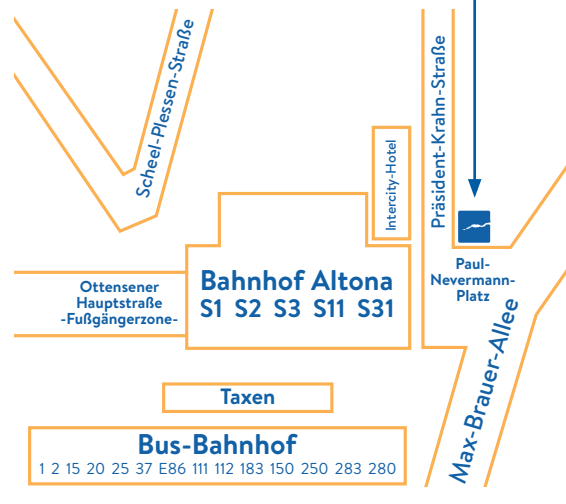 Scheel-Plessen-Straße
Präsident-Krahn-Straße
Intercity-Hotel
Paul-
Nevermann-
Platz
Ottensener
Hauptstraße
-Fußgängerzone-
Bahnhof Altona
S1 S2 S3 S11 S31
Max-Brauer-Allee
Taxen
Bus-Bahnhof
1 2 15 20 25 37 E86 111 112 183 150 250 283 280